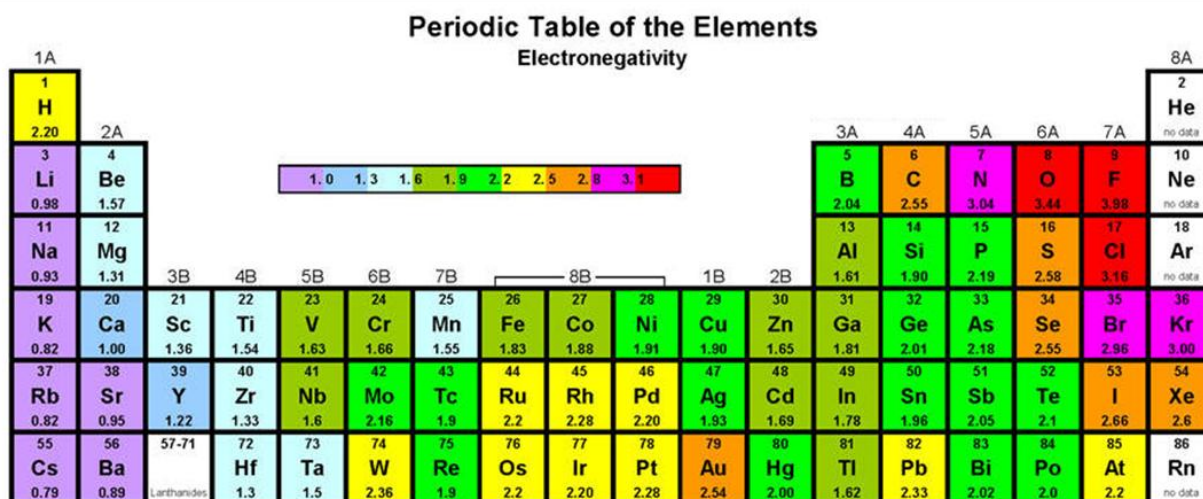 Periodic Table of the Elements
Electronegativity
1A 8A
1 2
H He
2.20 2A 3A 4A 5A 6A 7A no data
3 4 5 6 7 8 9 10
Li Be 1.0 1.3 1.6 1.9 2.2 2.5 2.8 3.1 B C N O F Ne
0.98 1.57 2.04 2.55 3.04 3.44 3.98 no data
11 12 13 14 15 16 17 18
Na Mg Al Si P S Cl Ar
0.93 1.31 3B 4B 5B 6B 7B 8B 1B 2B 1.61 1.90 2.19 2.58 3.16 no data
19 20 21 22 23 24 25 26 27 28 29 30 31 32 33 34 35 36
K Ca Sc Ti V Cr Mn Fe Co Ni Cu Zn Ga Ge As Se Br Kr
0.82 1.00 1.36 1.54 1.63 1.66 1.55 1.83 1.88 1.91 1.90 1.65 1.81 2.01 2.18 2.55 2.96 3.00
37 38 39 40 41 42 43 44 45 46 47 48 49 50 51 52 53 54
Rb Sr Y Zr Nb Mo Tc Ru Rh Pd Ag Cd In Sn Sb Te I Xe
0.82 0.95 1.22 1.33 1.6 2.16 1.9 2.2 2.28 2.20 1.93 1.69 1.78 1.96 2.05 2.1 2.66 2.6
55 56 57-71 72 73 74 75 76 77 78 79 80 81 82 83 84 85 86
Cs Ba Hf Ta W Re Os Ir Pt Au Hg Tl Pb Bi Po At Rn
0.79 0.89 Lanthanides 1.3 1.5 2.36 1.9 2.2 2.20 2.28 2.54 2.00 1.62 2.33 2.02 2.0 2.2 no data